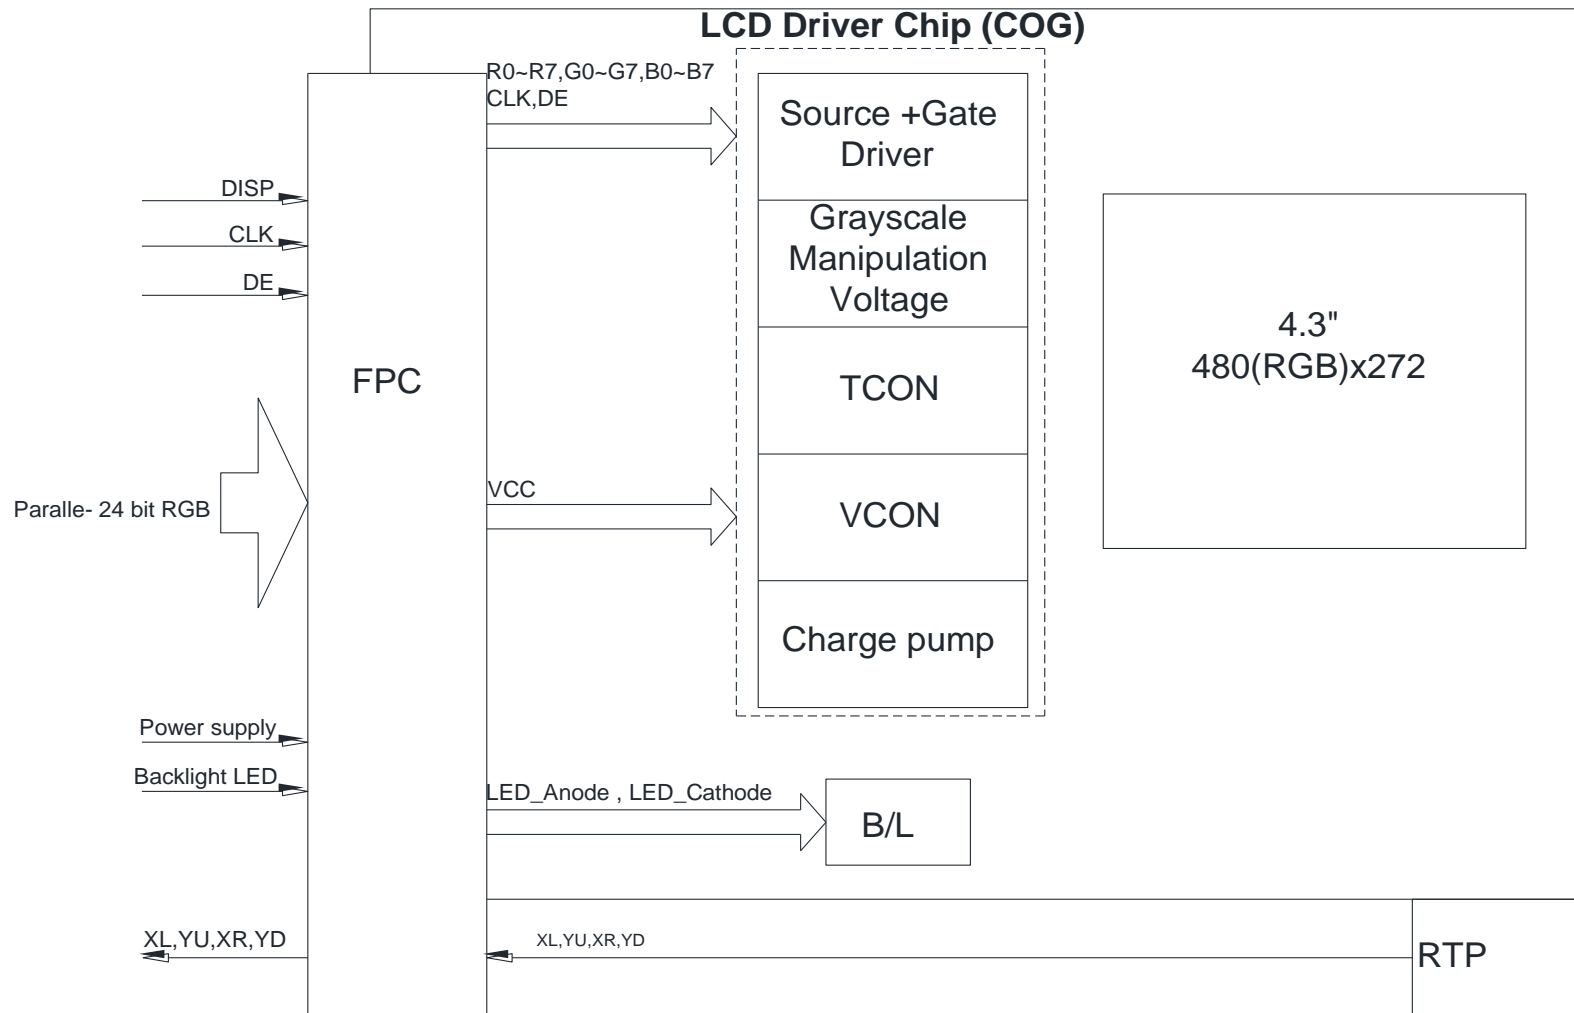 LCD Driver Chip (COG)
R0~R7,G0~G7,B0~B7
CLK,DE
Source +Gate
Driver
DISP
Grayscale
Manipulation
Voltage
CLK
DE
4.3"
480(RGB)x272
FPC
TCON
VCC
Paralle- 24 bit RGB
VCON
Charge pump
Power supply
Backlight LED
LED_Anode , LED_Cathode
B/L
XL,YU,XR,YD
XL,YU,XR,YD
RTP